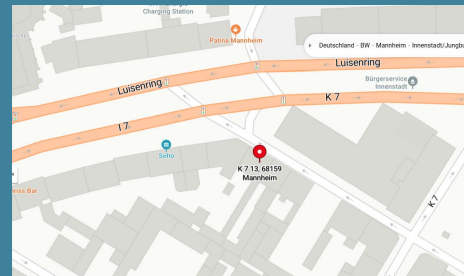 Charging Station
Patina Mannheim
Deutschland - BW - Mannheim - Innenstadt/Jungbu
Luisenring
Bürgerservice
Innenstadt
Luisenring
K 7
I 7
Soho
K 7 13, 68159
Mannheim
riss Bar
K 7